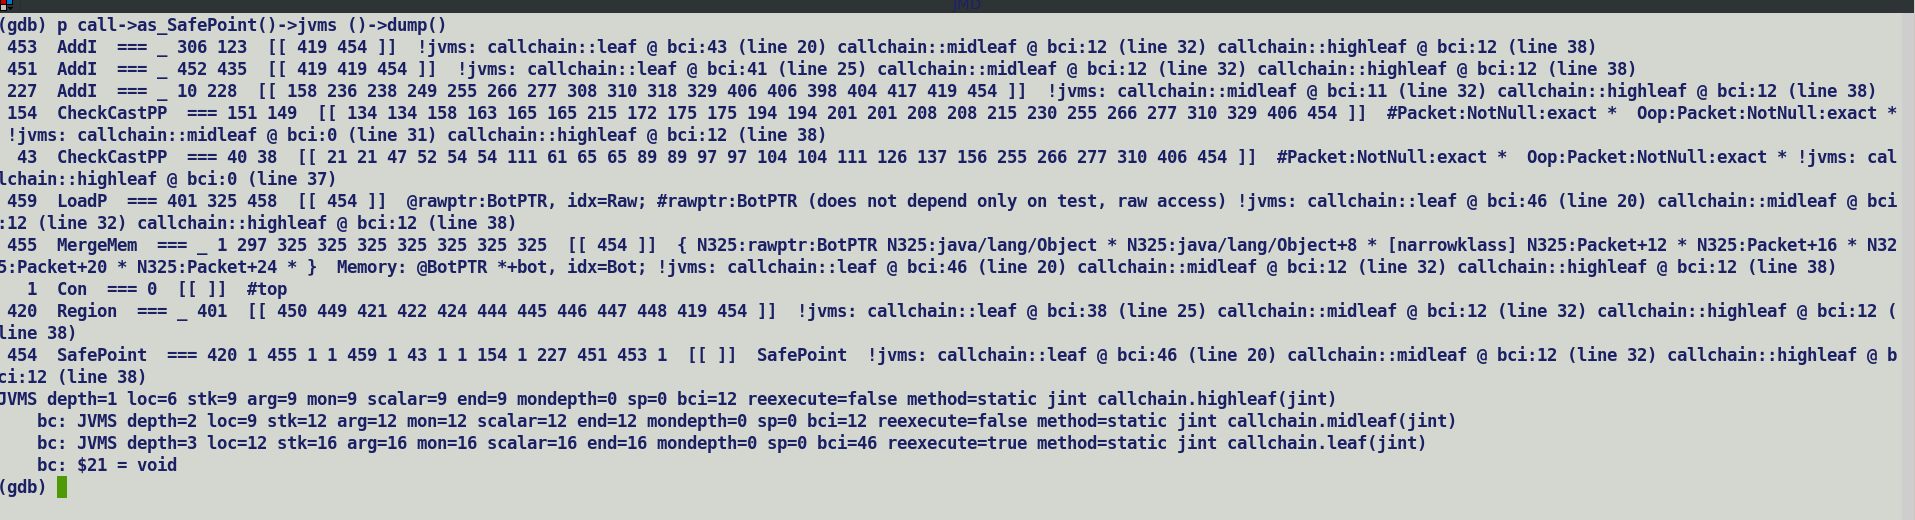 JMD
(gdb) p call->as_SafePoint()->jvms ()->dump()
453 AddI === _ 306 123 [[ 419 454 ]] !jvms: callchain::leaf @ bci:43 (line 20) callchain::midleaf @ bci:12 (line 32) callchain::highleaf @ bci:12 (line 38)
451 AddI === _ 452 435 [[ 419 419 454 ]] !jvms: callchain::leaf @ bci:41 (line 25) callchain::midleaf @ bci:12 (line 32) callchain::highleaf @ bci:12 (line 38)
227 AddI === _ 10 228 [[ 158 236 238 249 255 266 277 308 310 318 329 406 406 398 404 417 419 454 ]] !jvms: callchain::midleaf @ bci:11 (line 32) callchain::highleaf @ bci:12 (line 38)
154 CheckCastPP === 151 149 [[ 134 134 158 163 165 165 215 172 175 175 194 194 201 201 208 208 215 230 255 266 277 310 329 406 454 ]] #Packet:NotNull:exact * Oop:Packet:NotNull:exact *
!jvms: callchain::midleaf @ bci:0 (line 31) callchain::highleaf @ bci:12 (line 38)
43 CheckCastPP === 40 38 [[ 21 21 47 52 54 54 111 61 65 65 89 89 97 97 104 104 111 126 137 156 255 266 277 310 406 454 ]] #Packet:NotNull:exact * Oop:Packet:NotNull:exact * !jvms: cal
lchain::highleaf @ bci:0 (line 37)
459 LoadP === 401 325 458 [[ 454 ]] @rawptr:BotPTR, idx=Raw; #rawptr:BotPTR (does not depend only on test, raw access) !jvms: callchain::leaf @ bci:46 (line 20) callchain::midleaf @ bci
:12 (line 32) callchain::highleaf @ bci:12 (line 38)
455 MergeMem === _ 1 297 325 325 325 325 325 325 325 [[ 454 ]] { N325:rawptr:BotPTR N325:java/lang/Object * N325:java/lang/Object+8 * [narrowklass] N325:Packet+12 * N325:Packet+16 * N32
5:Packet+20 * N325:Packet+24 * } Memory: @BotPTR *+bot, idx=Bot; !jvms: callchain::leaf @ bci:46 (line 20) callchain::midleaf @ bci:12 (line 32) callchain::highleaf @ bci:12 (line 38)
1 Con === 0 [[ ]] #top
420 Region === _ 401 [[ 450 449 421 422 424 444 445 446 447 448 419 454 ]] !jvms: callchain::leaf @ bci:38 (line 25) callchain::midleaf @ bci:12 (line 32) callchain::highleaf @ bci:12 (
line 38)
454 SafePoint === 420 1 455 1 1 459 1 43 1 1 154 1 227 451 453 1 [[ ]] SafePoint !jvms: callchain::leaf @ bci:46 (line 20) callchain::midleaf @ bci:12 (line 32) callchain::highleaf @ b
ci:12 (line 38)
JVMS depth=1 loc=6 stk=9 arg=9 mon=9 scalar=9 end=9 mondepth=0 sp=0 bci=12 reexecute=false method=static jint callchain.highleaf(jint)
bc: JVMS depth=2 loc=9 stk=12 arg=12 mon=12 scalar=12 end=12 mondepth=0 sp=0 bci=12 reexecute=false method=static jint callchain.midleaf(jint)
bc: JVMS depth=3 loc=12 stk=16 arg=16 mon=16 scalar=16 end=16 mondepth=0 sp=0 bci=46 reexecute=true method=static jint callchain.leaf(jint)
bc: $21 = void
(gdb)